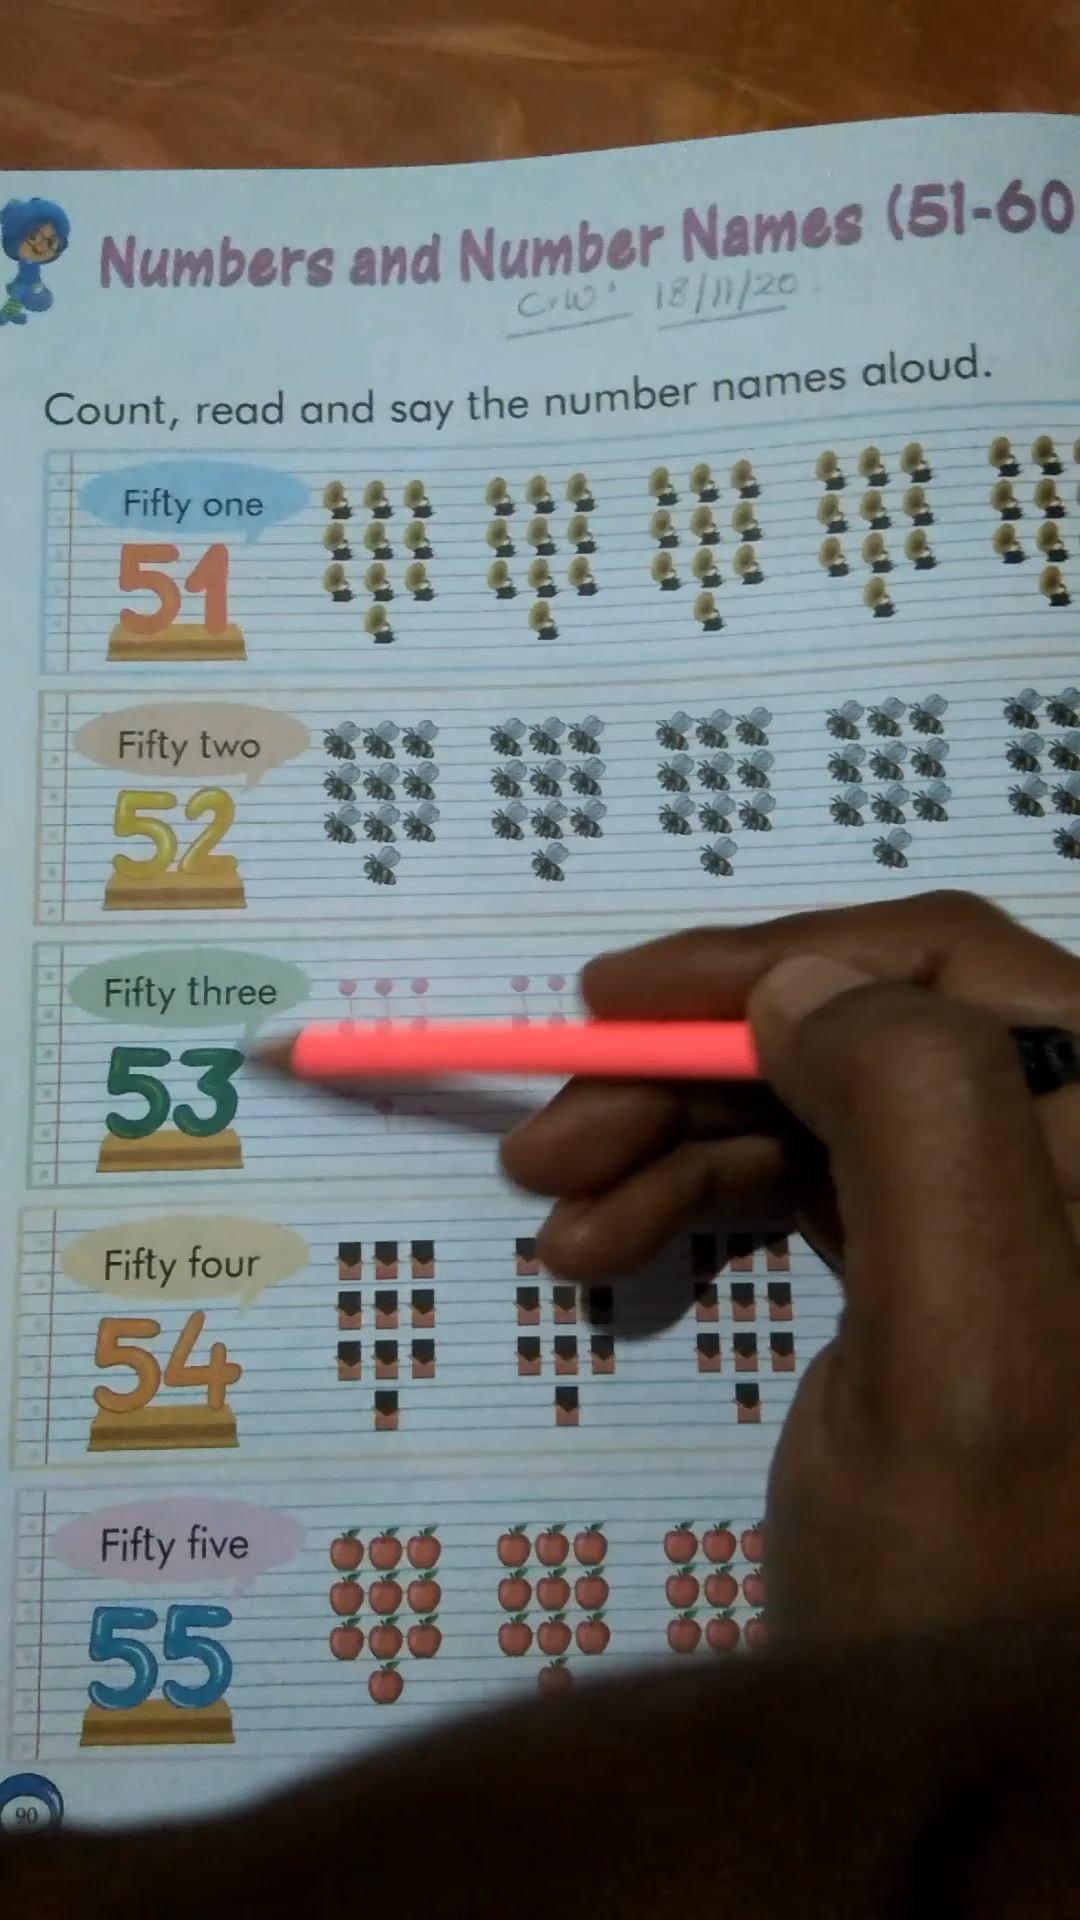 Numbers and Number Names (51-60
C.W. 18/11/20.
Count, read and say the number names aloud.
Fifty one
51
Fifty two
52
Fifty three
53
Fifty four
54
Fifty five
55
90